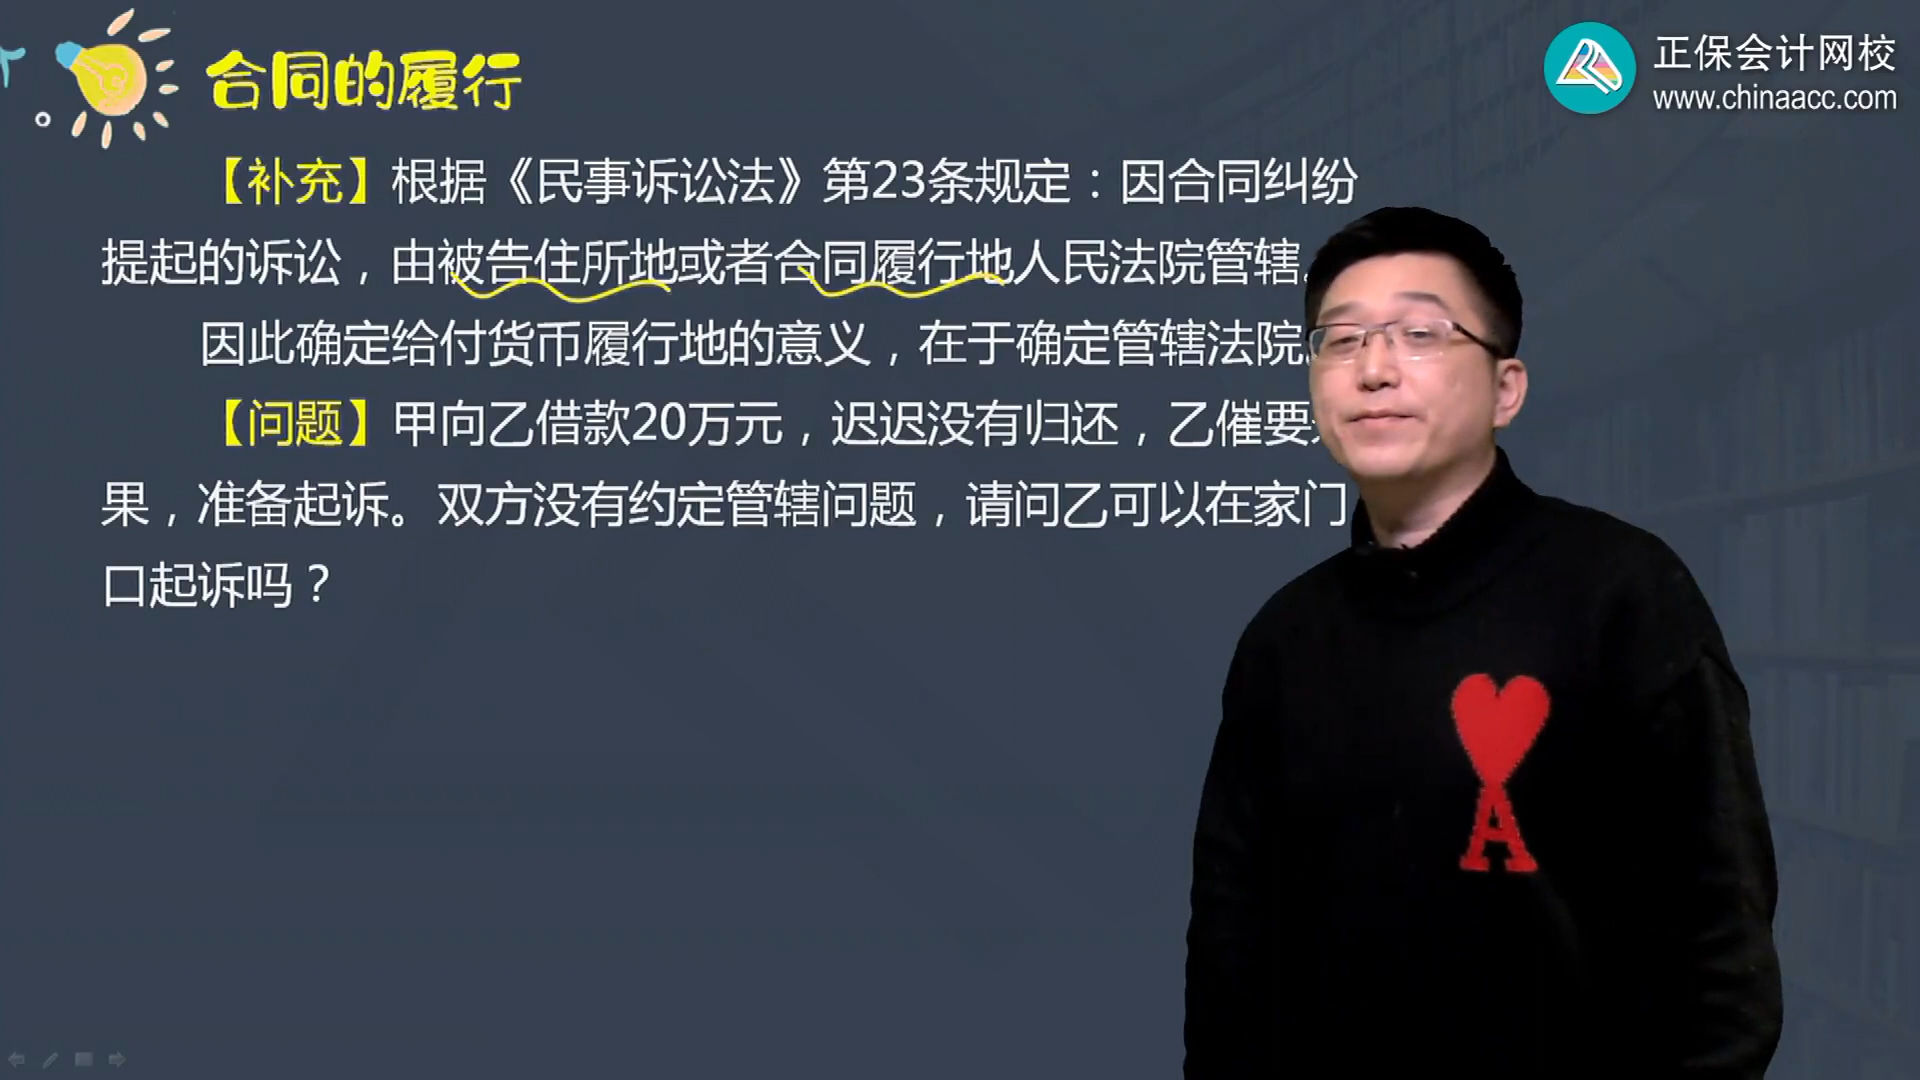 合同的履行
正保会计网校
www.chinaacc.com
【补充】根据《民事诉讼法》第23条规定：因合同纠纷
提起的诉讼，由被告住所地或者合同履行地人民法院管辖。
因此确定给付货币履行地的意义，在于确定管辖法院。
【问题】甲向乙借款20万元，迟迟没有归还，乙催要
果，准备起诉。双方没有约定管辖问题，请问乙可以在家门
口起诉吗？